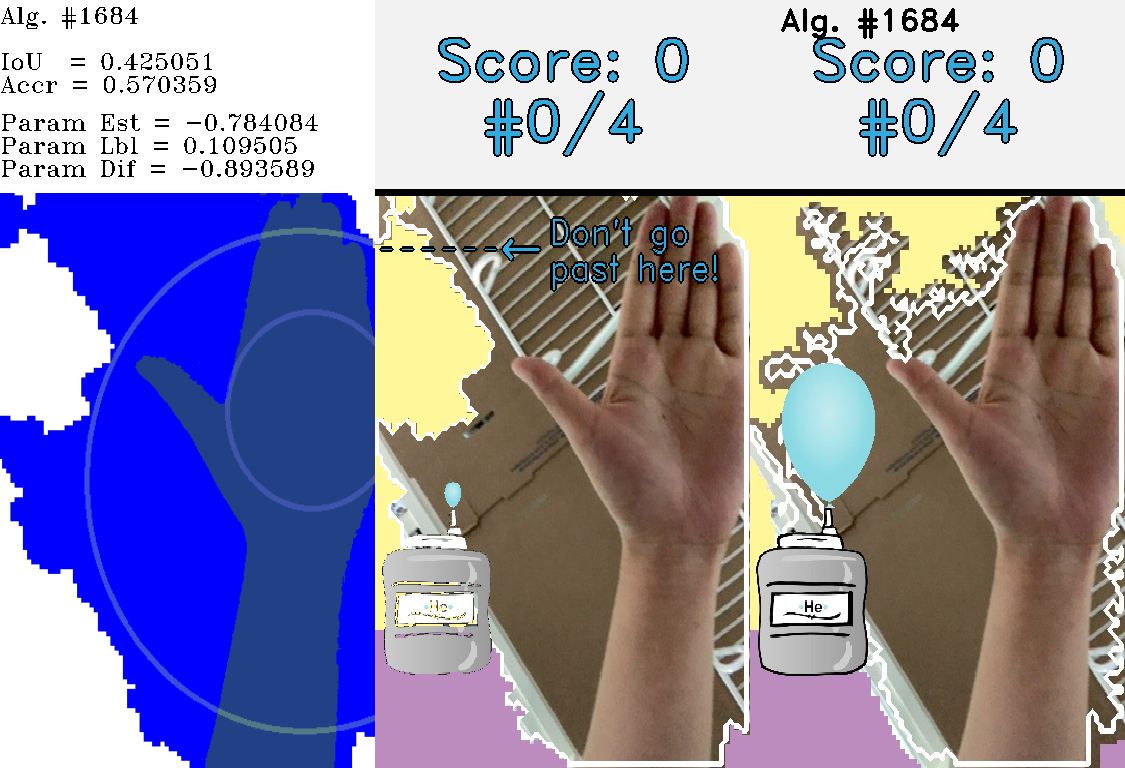 Alg. #1684
IoU = 0.425051
Accr = 0.570359
Param Est = −0.784084
Param Lbl = 0.109505
Param Dif = −0.893589
Score: 0
#0/4
Don't go
past here!
He
Alg. #1684
Score: 0
#0/4
He